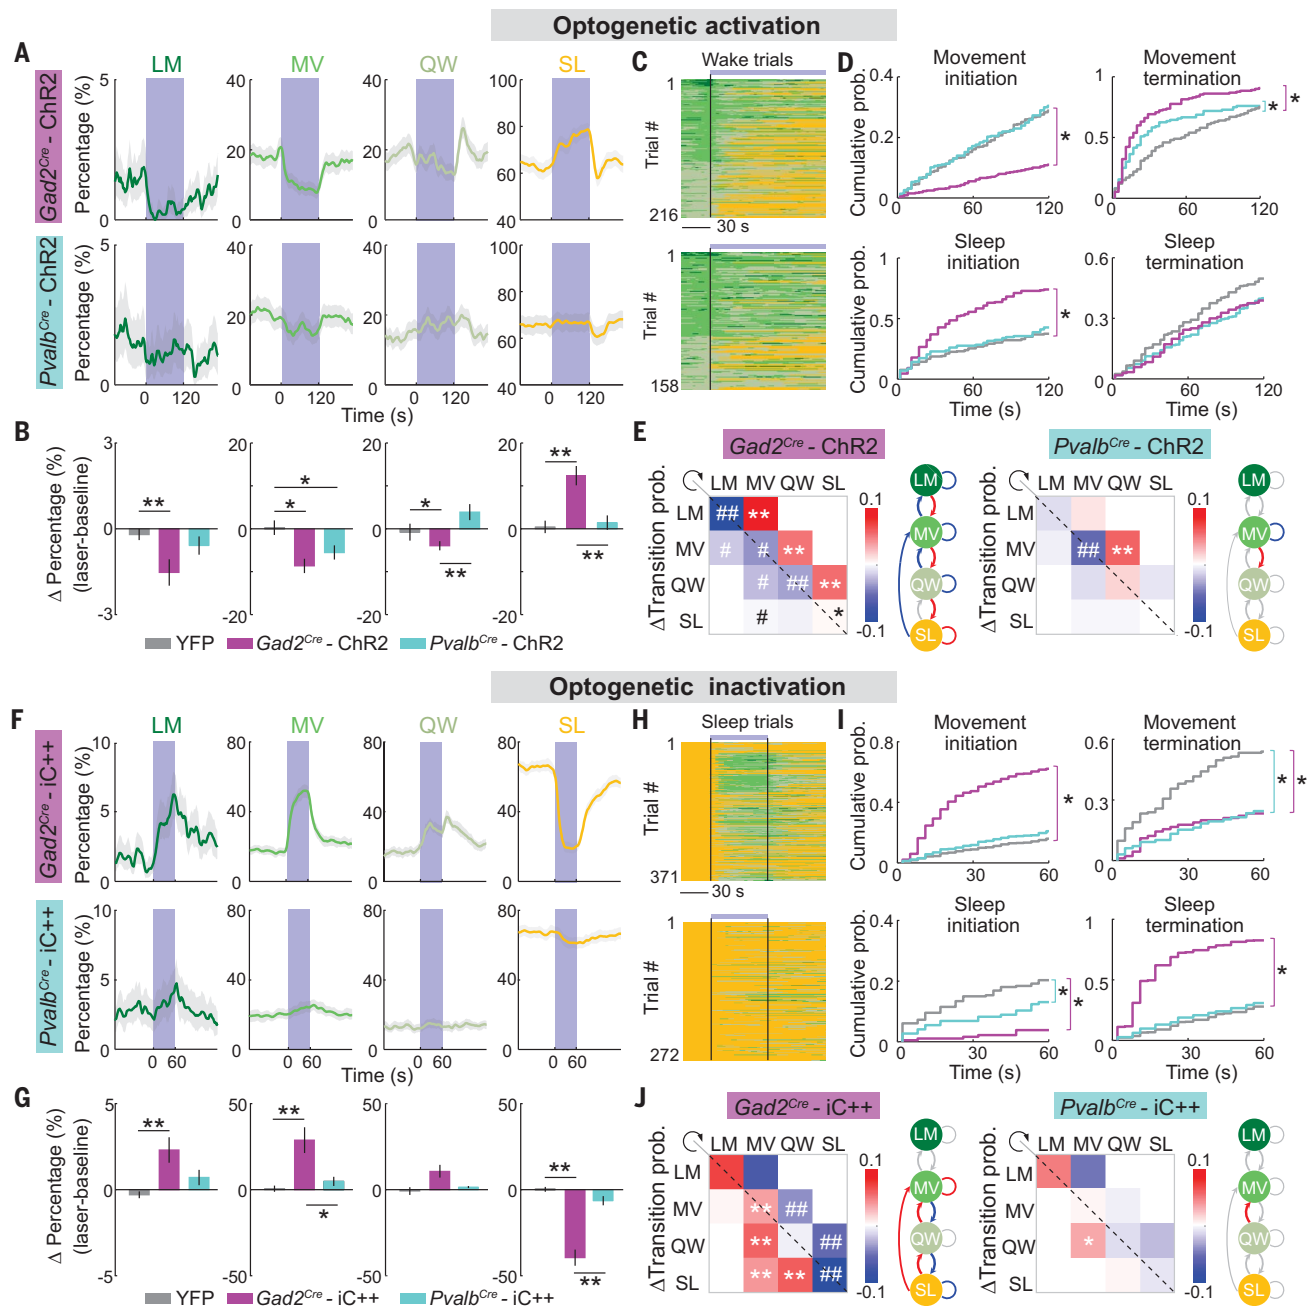 Optogenetic activation
A
LM MV QW SL
Gad2Cre - ChR2
Percentage (%)
5 40 40 100
20 20 80
60
0 0 0 40
Pvalb Cre - ChR2
Percentage (%)
5 40 40 100
20 20 80
60
0 0 0 40
0 120 0 120 0 120 0 120
Time (s)
B
Δ Percentage (%)
(laser-baseline)
3 20 20 20
0 0 0 0
-3 -20 -20 -20
** * * * ** ** **
YFP Gad2Cre - ChR2 PvalbCre - ChR2
C
Wake trials
Trial #
1
216
30 s
Trial #
1
158
D
Movement initiation
Movement termination
Cumulative prob.
0.4 0.2 0
0 60 120
*
1 0.5 0
0 60 120
* *
Sleep initiation
Sleep termination
Cumulative prob.
1 0.5 0
0 60 120
*
0.6 0.3 0
0 60 120
Time (s) Time (s)
E
Gad2Cre - ChR2
PvalbCre - ChR2
ΔTransition prob.
LM MV QW SL
LM ## **
MV # # **
QW # ## **
SL # *
0.1
-0.1
LM
MV
QW
SL
ΔTransition prob.
LM MV QW SL
LM
MV ## **
QW
SL
0.1
-0.1
LM
MV
QW
SL
Optogenetic inactivation
F
LM MV QW SL
Gad2Cre - iC++
Percentage (%)
10 80 80 80
5 40 40 40
0 0 0 0
PvalbCre - iC++
Percentage (%)
10 80 80 80
5 40 40 40
0 0 0 0
0 60 0 60 0 60 0 60
Time (s)
G
Δ Percentage (%)
(laser-baseline)
5 50 50 50
0 0 0 0
-5 -50 -50 -50
** ** * ** **
YFP Gad2Cre - iC++ PvalbCre - iC++
H
Sleep trials
Trial #
1
371
30 s
Trial #
1
272
I
Movement initiation
Movement termination
Cumulative prob.
0.8 0.4 0
0 30 60
*
0.6 0.3 0
0 30 60
* *
Sleep initiation
Sleep termination
Cumulative prob.
0.4 0.2 0
0 30 60
* *
1 0.5 0
0 30 60
*
Time (s) Time (s)
J
Gad2Cre - iC++
PvalbCre - iC++
ΔTransition prob.
LM MV QW SL
LM
MV ** ##
QW ** ##
SL ** ** ##
0.1
-0.1
LM
MV
QW
SL
ΔTransition prob.
LM MV QW SL
LM
MV
QW *
SL
0.1
-0.1
LM
MV
QW
SL